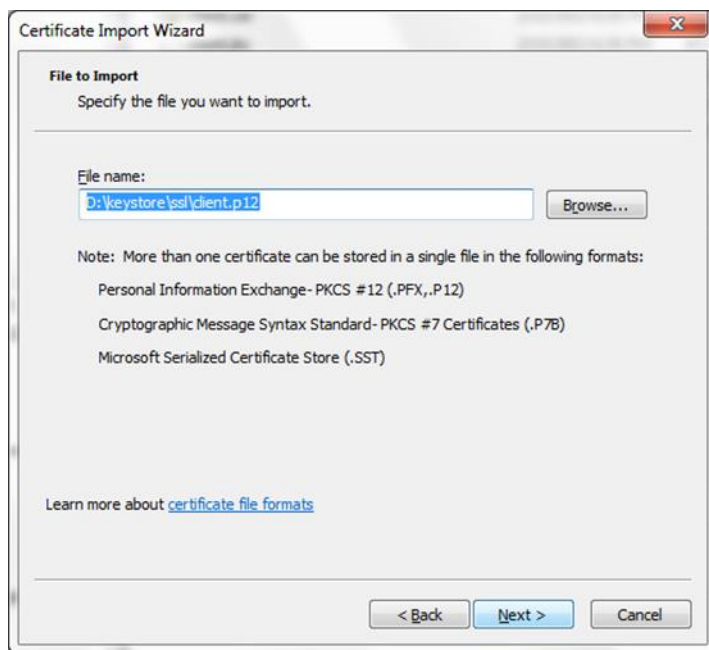 Certificate Import Wizard
File to Import
Specify the file you want to import.
File name:
D:\keystore\ssl\client.p12
Browse...
Note: More than one certificate can be stored in a single file in the following formats:
Personal Information Exchange- PKCS #12 (.PFX,.P12)
Cryptographic Message Syntax Standard- PKCS #7 Certificates (.P7B)
Microsoft Serialized Certificate Store (.SST)
Learn more about certificate file formats
< Back
Next >
Cancel